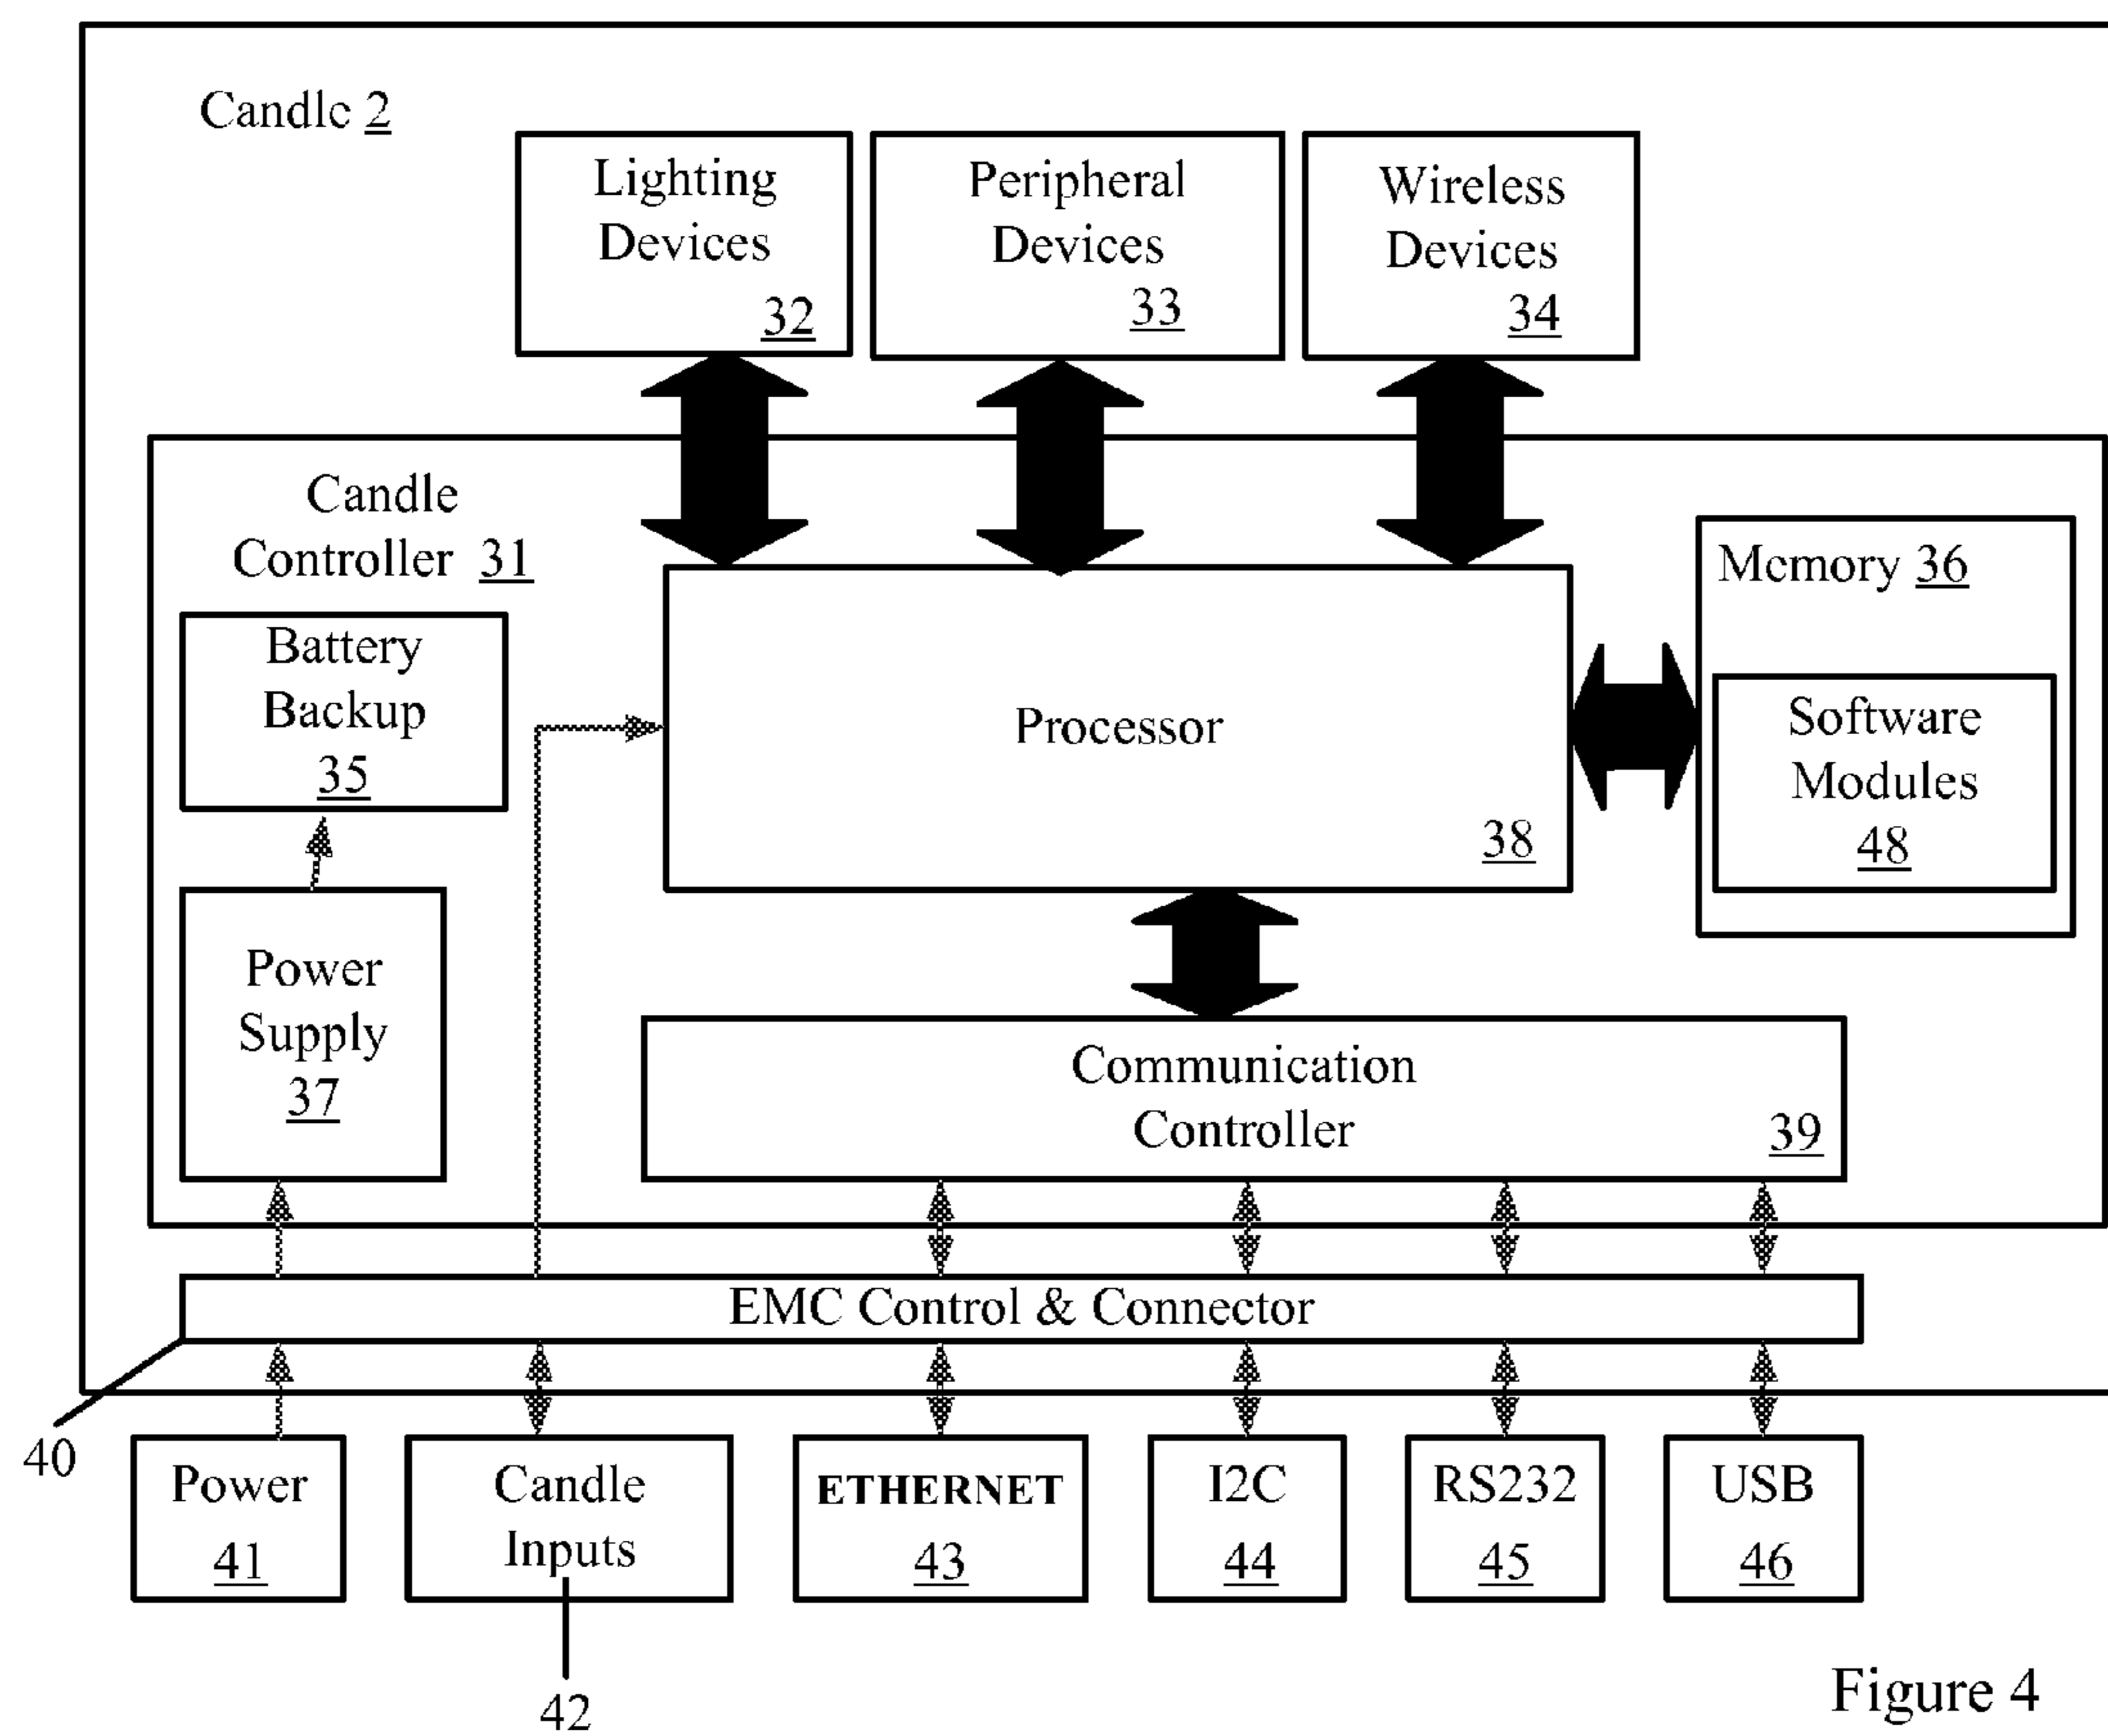 Candle 2
Lighting
Devices
32
Peripheral
Devices
33
Wireless
Devices
34
Candle
Controller 31
Battery
Backup
35
Processor
38
Memory 36
Software
Modules
48
Power
Supply
37
Communication
Controller
39
EMC Control & Connector
40
Power
41
Candle
Inputs
42
ETHERNET
43
I2C
44
RS232
45
USB
46
Figure 4